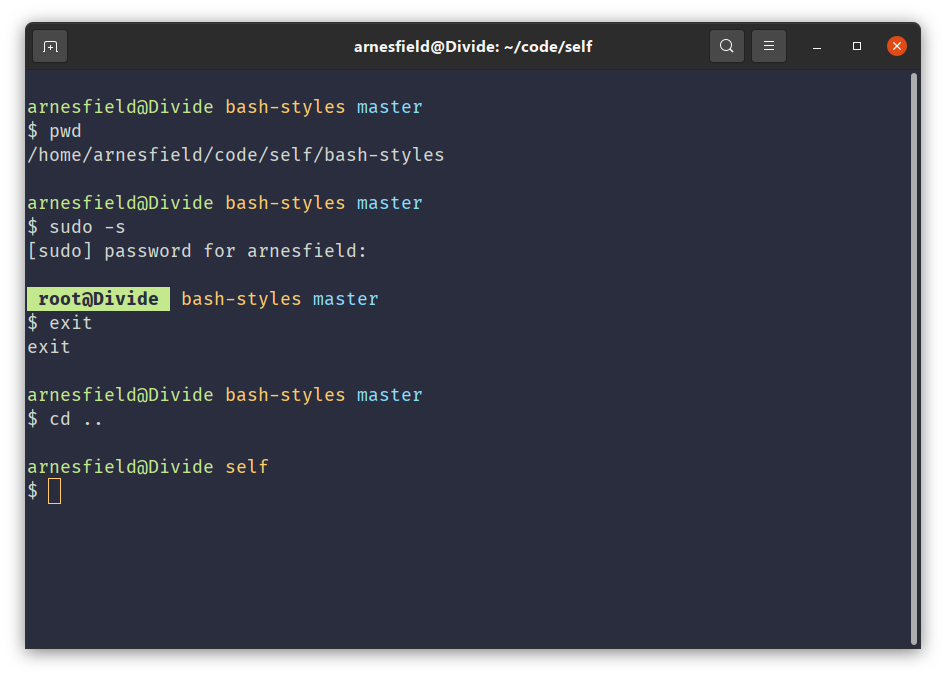 arnesfield@Divide: ~/code/self
arnesfield@Divide bash-styles master
$ pwd
/home/arnesfield/code/self/bash-styles
arnesfield@Divide bash-styles master
$ sudo -s
[sudo] password for arnesfield:
root@Divide bash-styles master
$ exit
exit
arnesfield@Divide bash-styles master
$ cd ..
arnesfield@Divide self
$